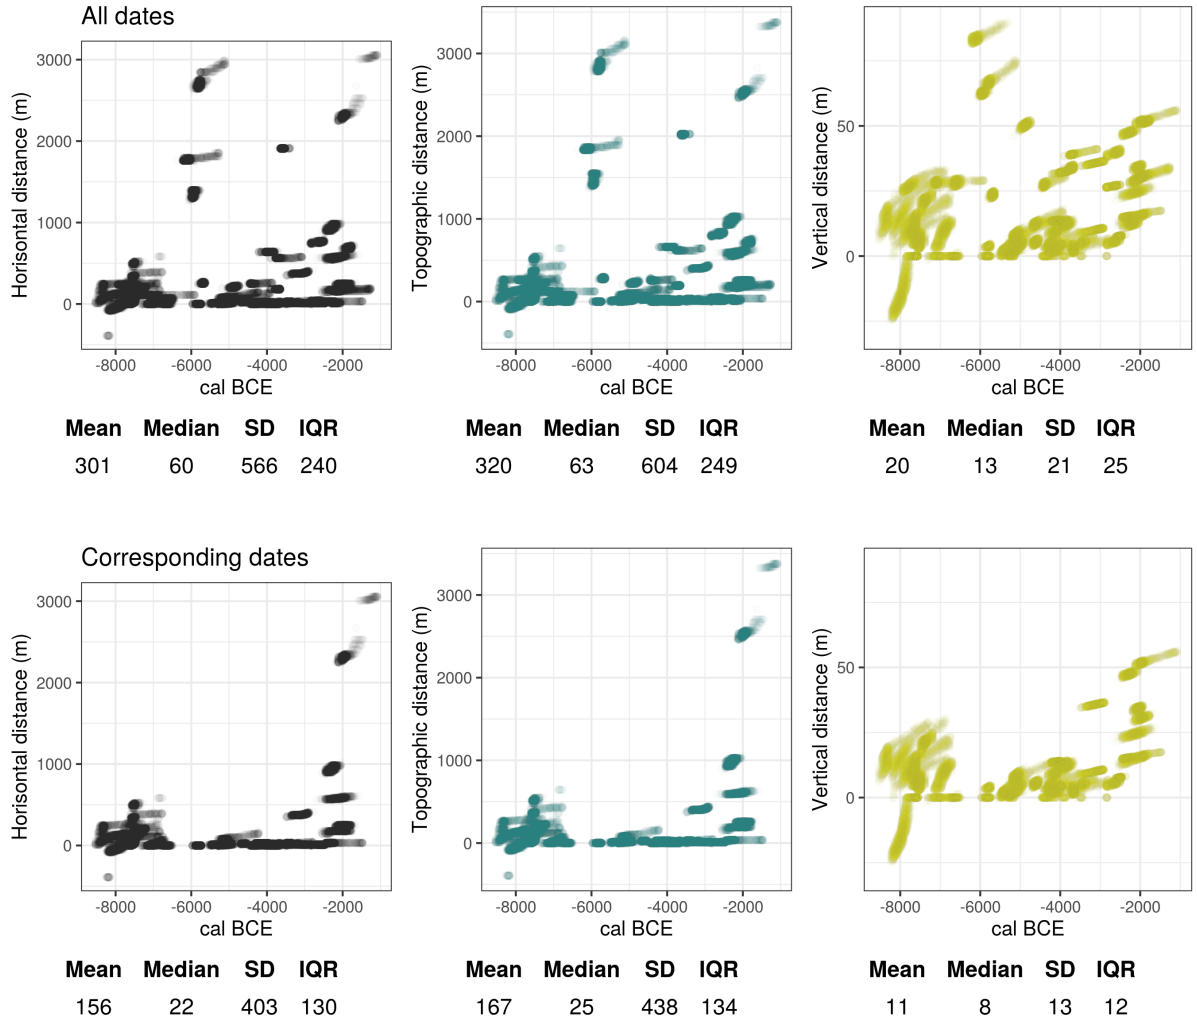 All dates
Horisontal distance (m)
3000
2000
1000
0
-8000 -6000 -4000 -2000
cal BCE
Mean Median SD IQR
301 60 566 240
Topographic distance (m)
3000
2000
1000
0
-8000 -6000 -4000 -2000
cal BCE
Mean Median SD IQR
320 63 604 249
Vertical distance (m)
50
0
-8000 -6000 -4000 -2000
cal BCE
Mean Median SD IQR
20 13 21 25
Corresponding dates
Horisontal distance (m)
3000
2000
1000
0
-8000 -6000 -4000 -2000
cal BCE
Mean Median SD IQR
156 22 403 130
Topographic distance (m)
3000
2000
1000
0
-8000 -6000 -4000 -2000
cal BCE
Mean Median SD IQR
167 25 438 134
Vertical distance (m)
50
0
-8000 -6000 -4000 -2000
cal BCE
Mean Median SD IQR
11 8 13 12